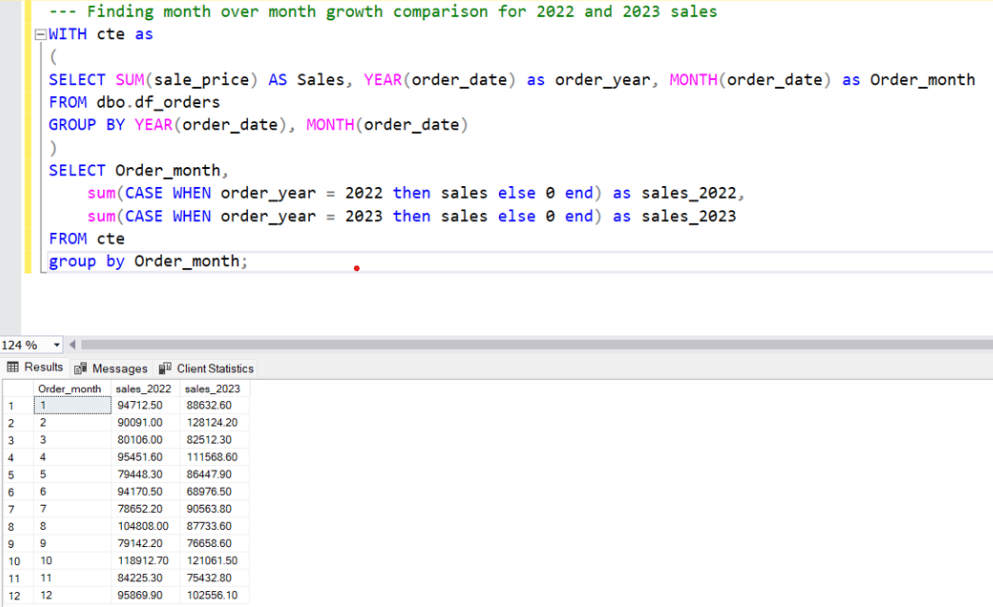 --- Finding month over month growth comparison for 2022 and 2023 sales
WITH cte as
(
SELECT SUM(sale_price) AS Sales, YEAR(order_date) as order_year, MONTH(order_date) as Order_month
FROM dbo.df_orders
GROUP BY YEAR(order_date), MONTH(order_date)
)
SELECT Order_month,
sum(CASE WHEN order_year = 2022 then sales else 0 end) as sales_2022,
sum(CASE WHEN order_year = 2023 then sales else 0 end) as sales_2023
FROM cte
group by Order_month;
124 %
Results Messages Client Statistics
Order_month sales_2022 sales_2023
1 1 94712.50 88632.60
2 2 90091.00 128124.20
3 3 80106.00 82512.30
4 4 95451.60 111568.60
5 5 79448.30 86447.90
6 6 94170.50 68976.50
7 7 78652.20 90563.80
8 8 104808.00 87733.60
9 9 79142.20 76658.60
10 10 118912.70 121061.50
11 11 84225.30 75432.80
12 12 95869.90 102556.10